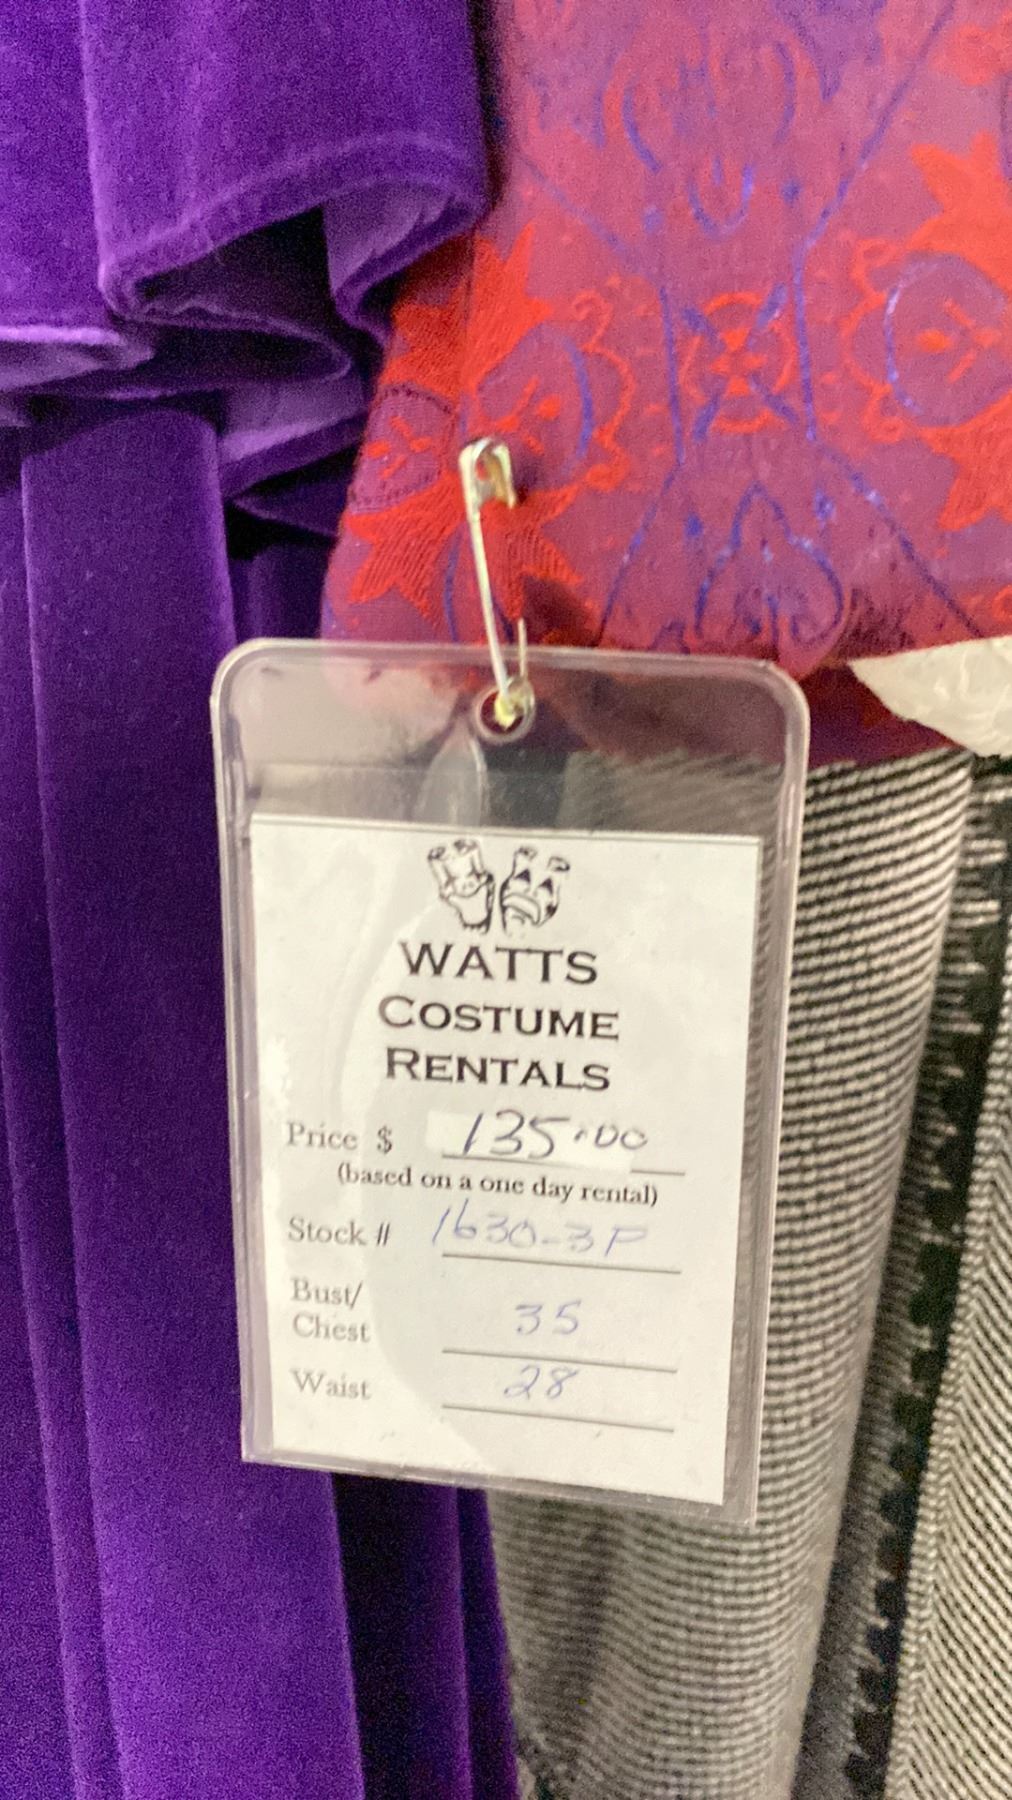 WATTS
COSTUME
RENTALS
Price $ 135.00
(based on a one day rental)
Stock # 1630-3P
Bust/
Chest 35
Waist 28